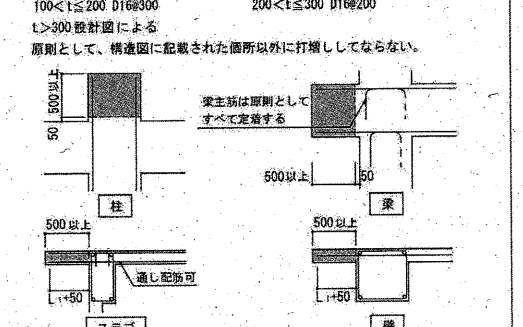 100<t≦200 D16@300 200<t≦300 D16@200
t>300 設計図による
原則として、構造図に記載された個所以外に打増ししてならない。
500以上
50
柱
梁主筋は原則として
すべて定着する
500以上
50
梁
500以上
通し配筋可
L₁+50
スラブ
500以上
L₁+50
壁